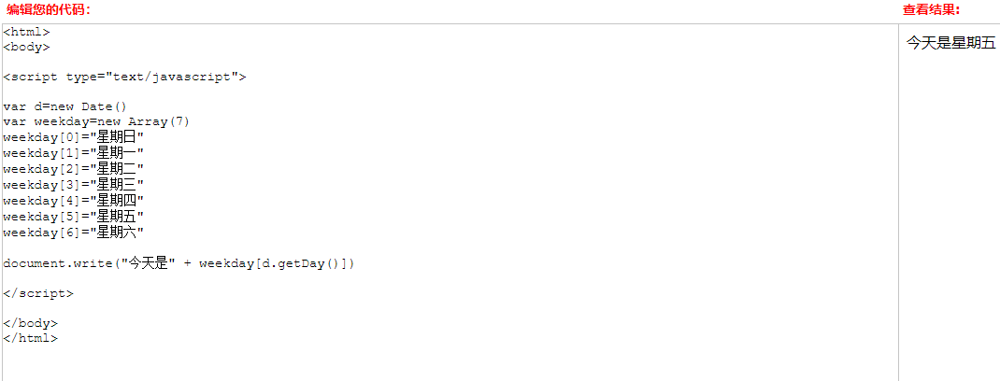 编辑您的代码：
查看结果:
<html>
<body>
<script type="text/javascript">
var d=new Date()
var weekday=new Array(7)
weekday[0]="星期日"
weekday[1]="星期一"
weekday[2]="星期二"
weekday[3]="星期三"
weekday[4]="星期四"
weekday[5]="星期五"
weekday[6]="星期六"
document.write("今天是" + weekday[d.getDay()])
</script>
</body>
</html>
今天是星期五